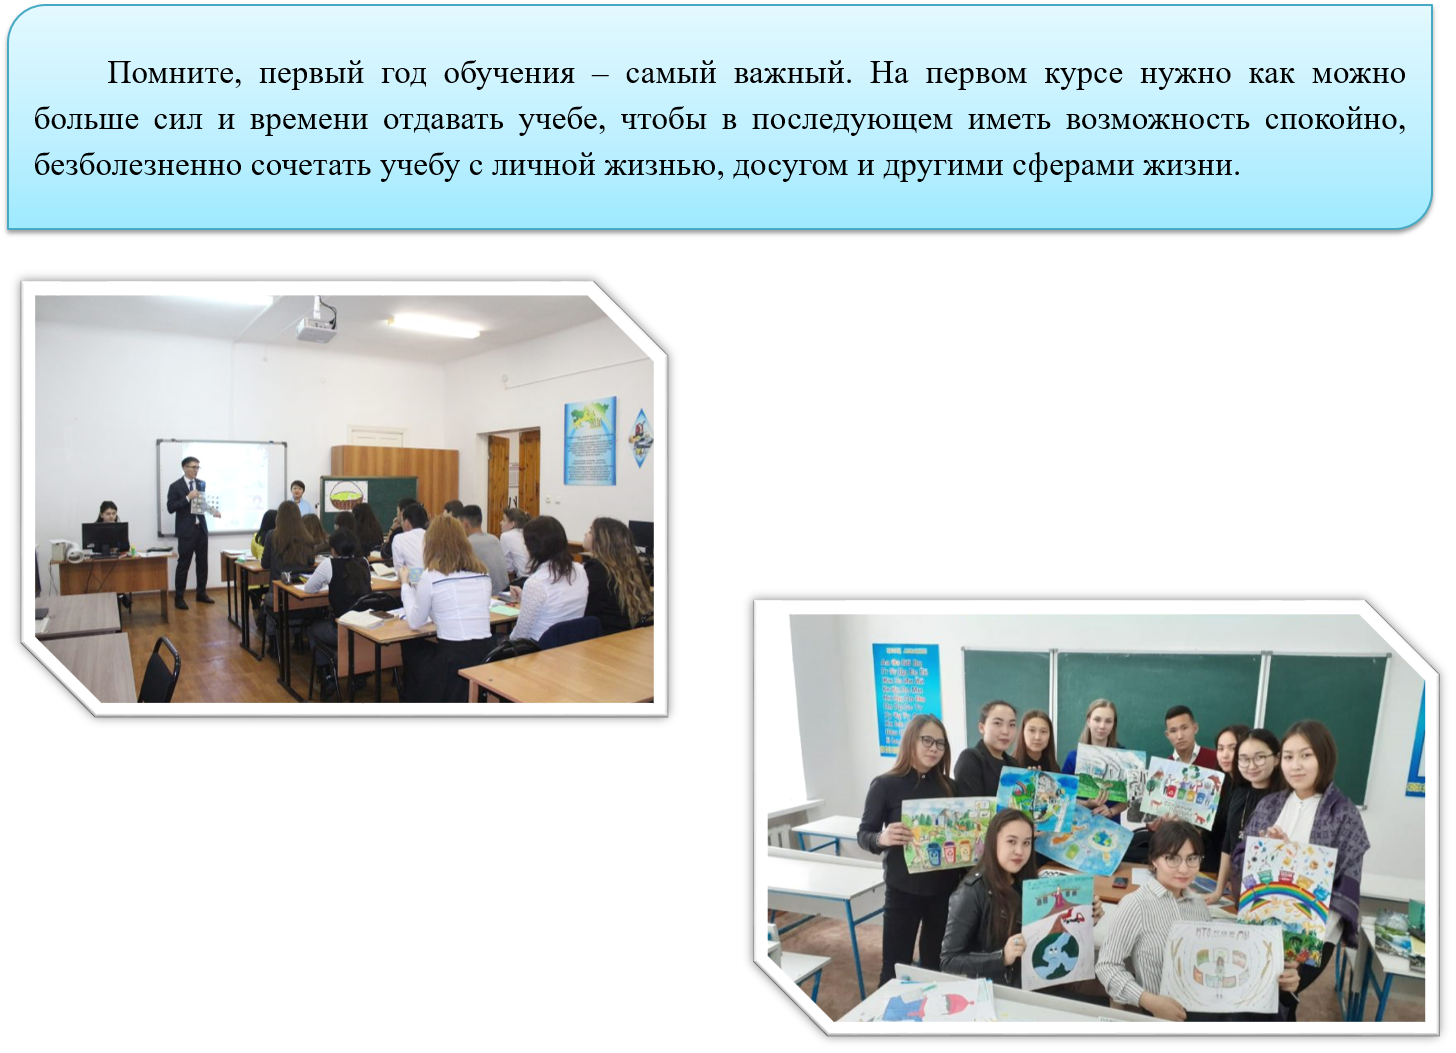 Помните, первый год обучения – самый важный. На первом курсе нужно как можно
больше сил и времени отдавать учебе, чтобы в последующем иметь возможность спокойно,
безболезненно сочетать учебу с личной жизнью, досугом и другими сферами жизни.